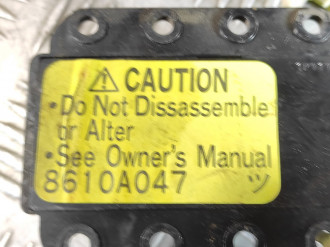 ⚠ CAUTION
•Do Not Dissassemble
or Alter
•See Owner's Manual
8610A047 ツ